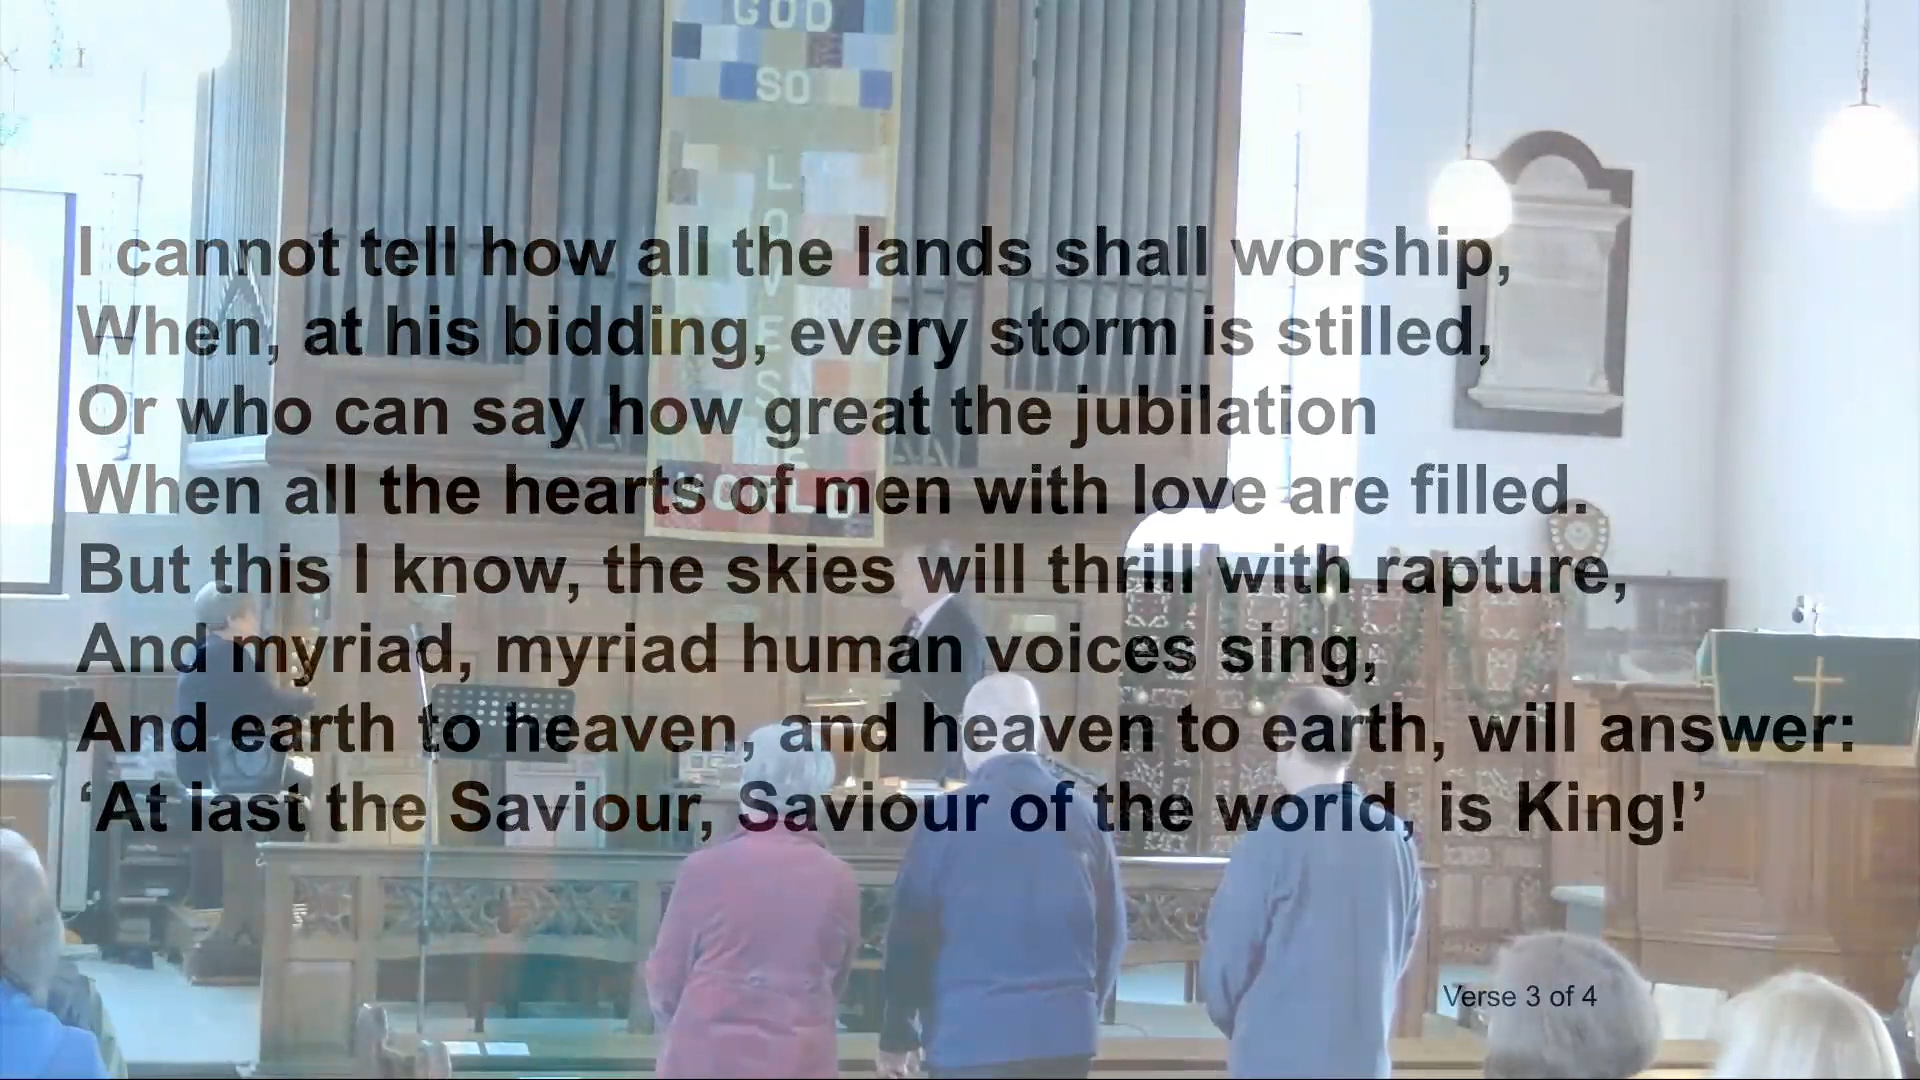 GOD
SO
LOVES
THE
WORLD
I cannot tell how all the lands shall worship,
When, at his bidding, every storm is stilled,
Or who can say how great the jubilation
When all the hearts of men with love are filled.
But this I know, the skies will thrill with rapture,
And myriad, myriad human voices sing,
And earth to heaven, and heaven to earth, will answer:
‘At last the Saviour, Saviour of the world, is King!’
Verse 3 of 4